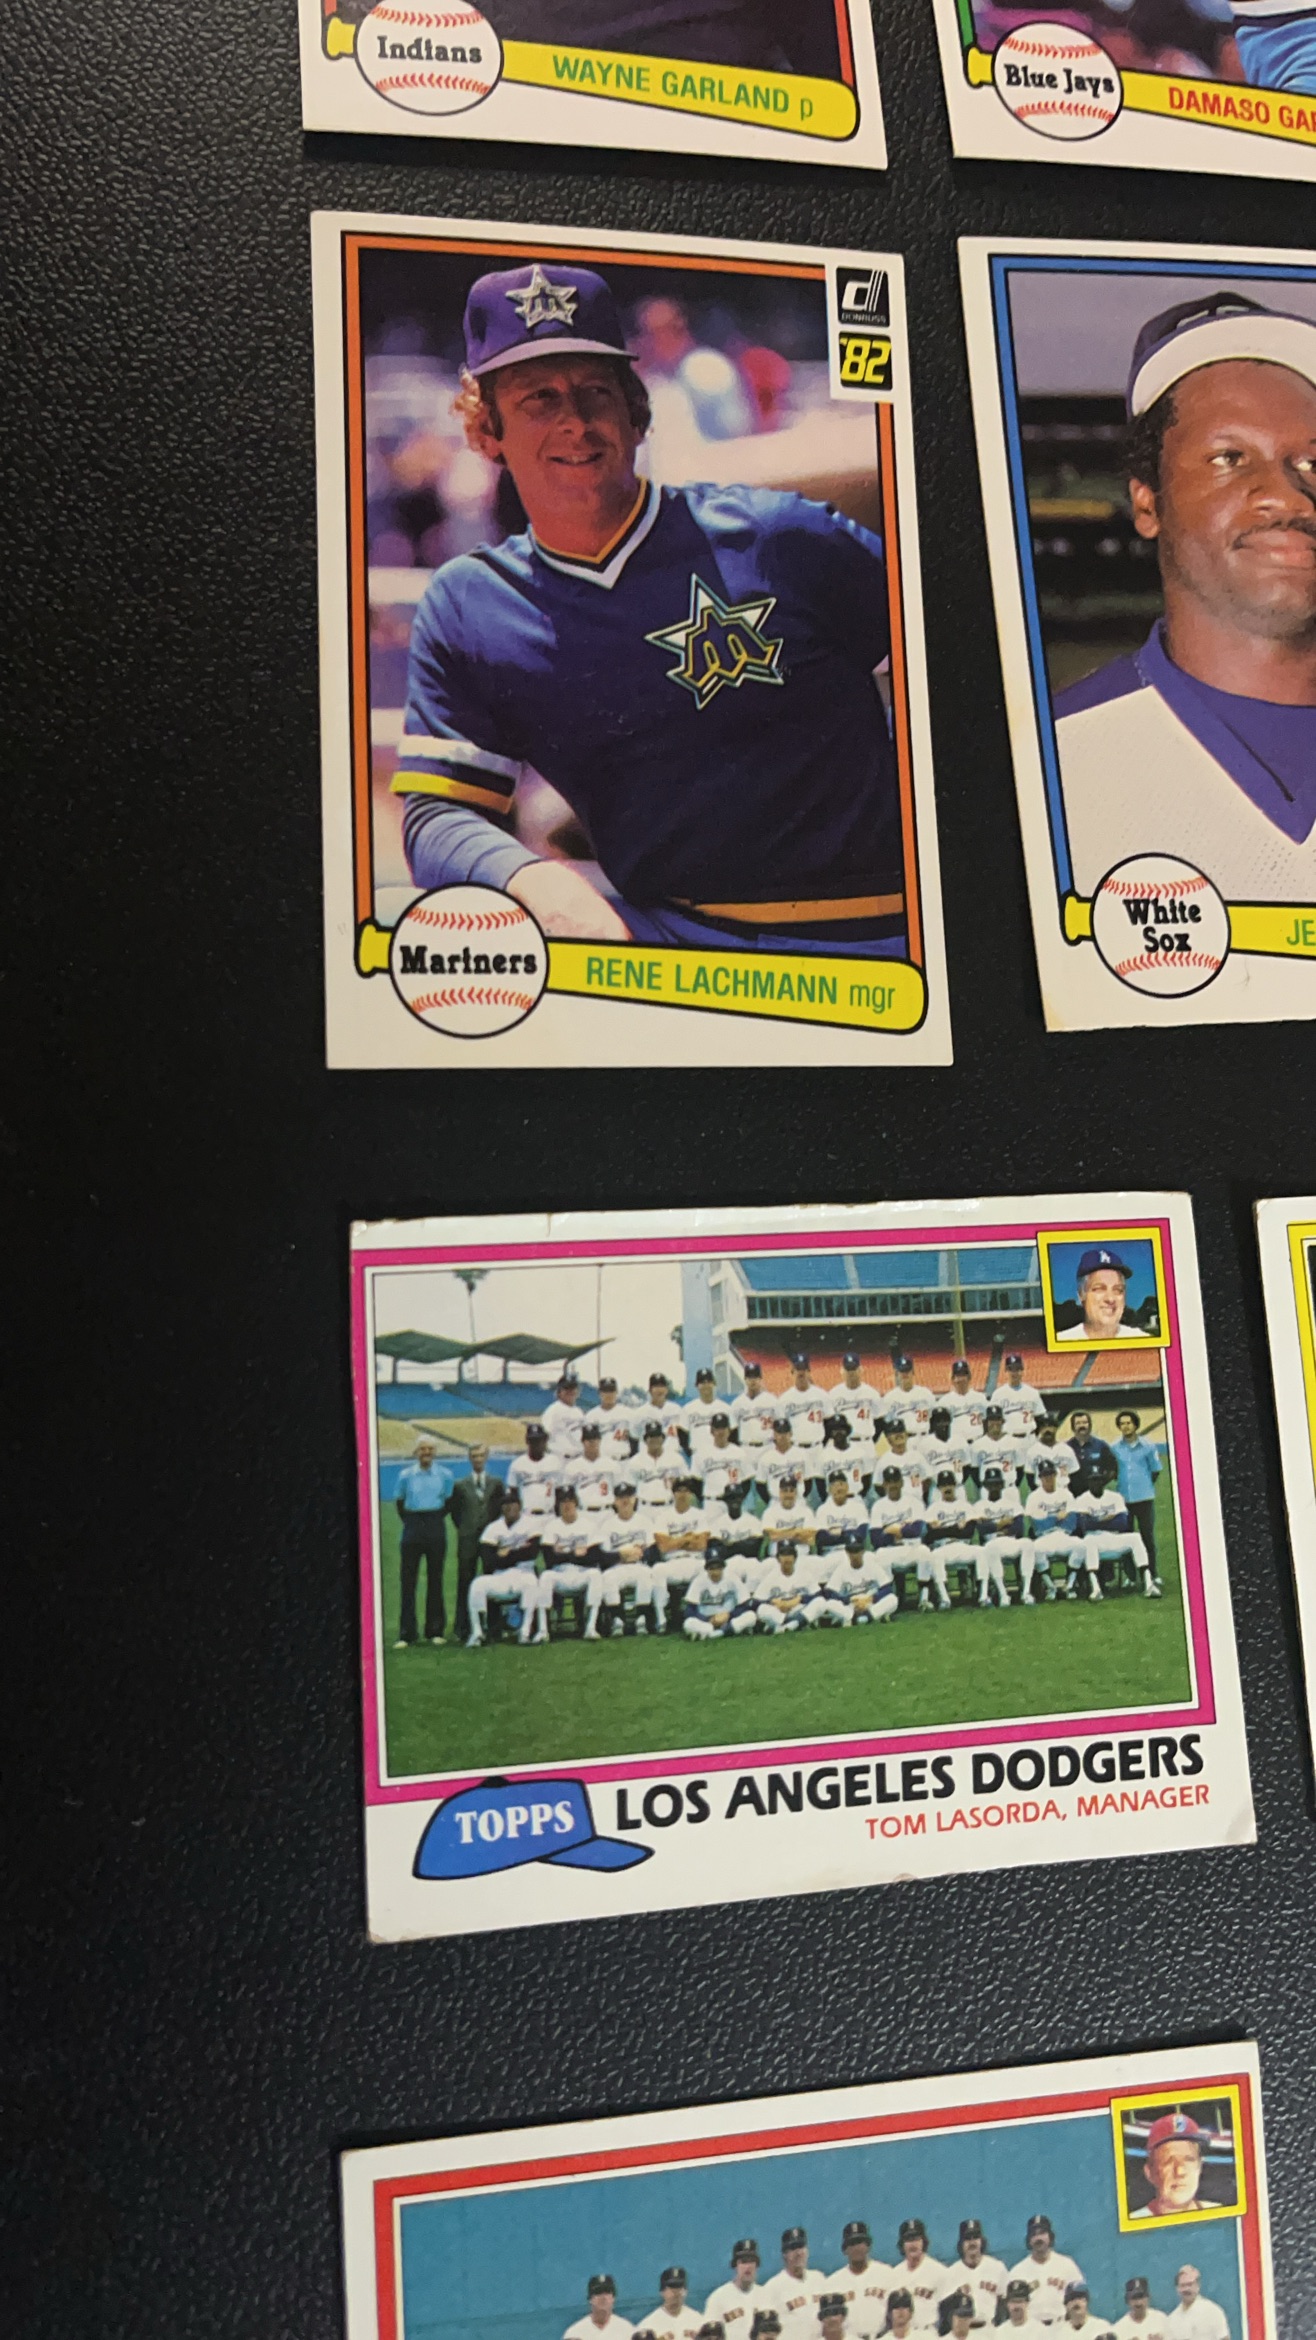 Indians
WAYNE GARLAND p
Blue Jays
DAMASO
DONRUSS
'82
Mariners
RENE LACHMANN mgr
White
Sox
JE
TOPPS
LOS ANGELES DODGERS
TOM LASORDA, MANAGER